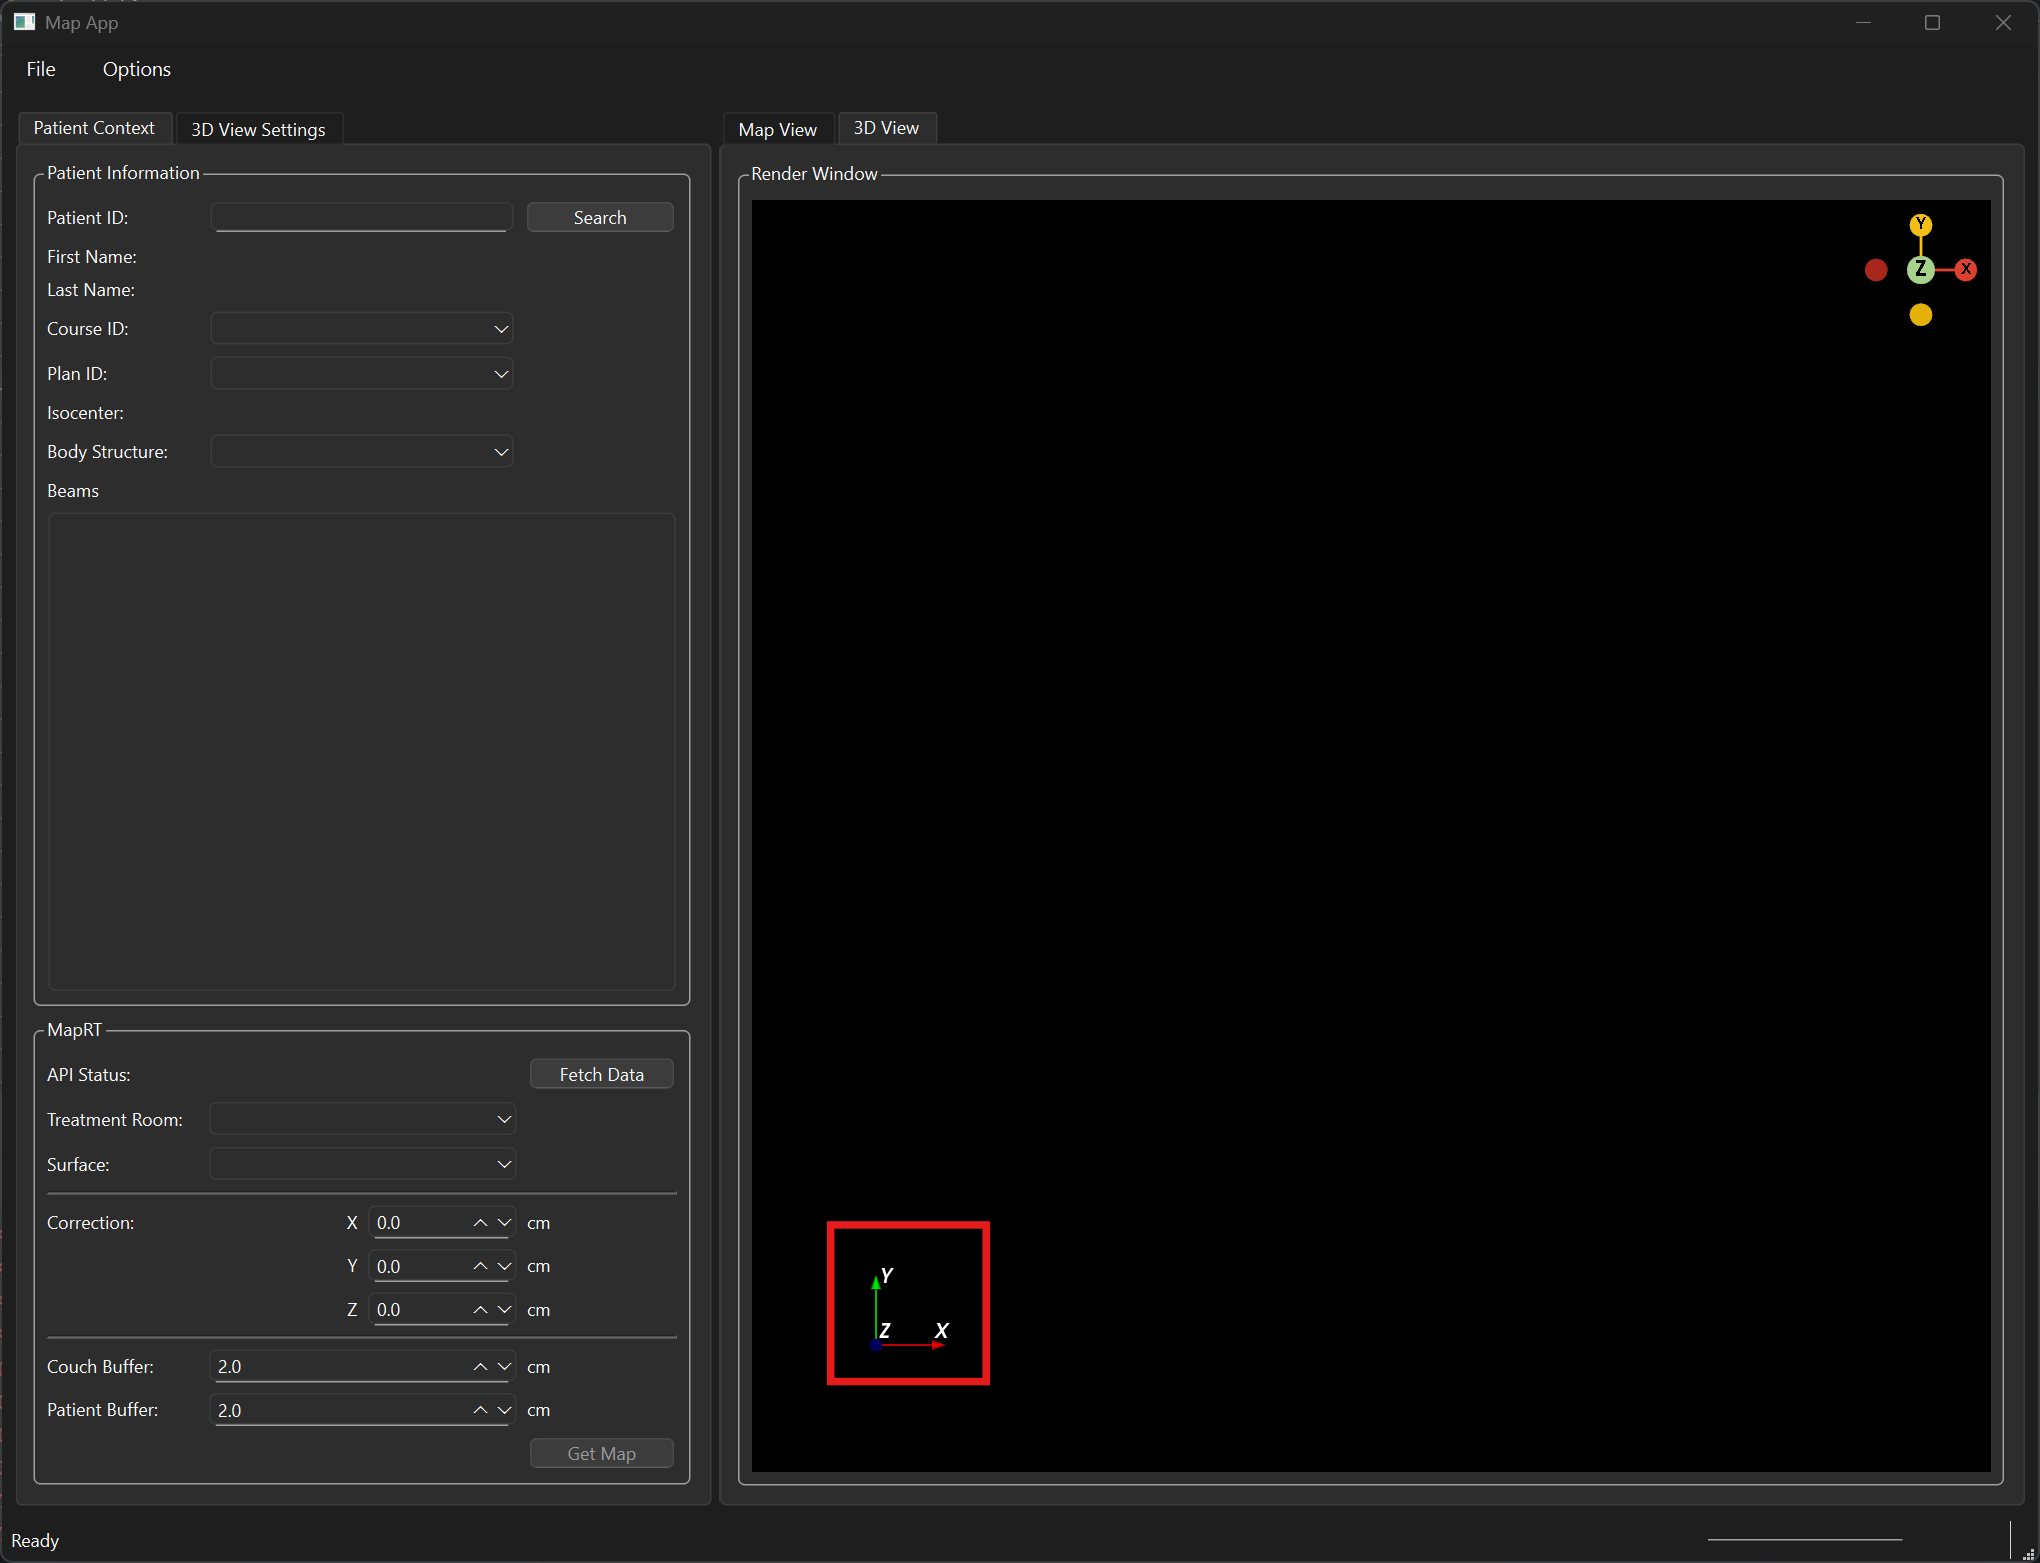 Map App
File Options
Patient Context 3D View Settings
Map View 3D View
Patient Information
Patient ID: Search
First Name:
Last Name:
Course ID:
Plan ID:
Isocenter:
Body Structure:
Beams
MapRT
API Status: Fetch Data
Treatment Room:
Surface:
Correction: X 0.0 cm
Y 0.0 cm
Z 0.0 cm
Couch Buffer: 2.0 cm
Patient Buffer: 2.0 cm
Get Map
Render Window
Y
Z X
Y
Z X
Ready